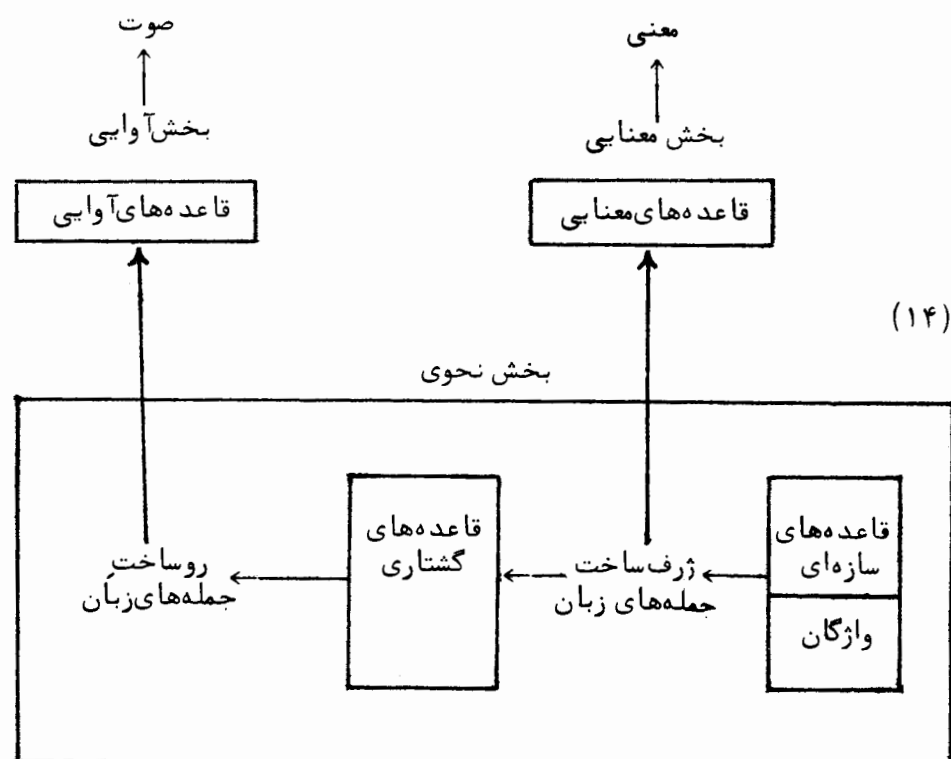 معنی
صوت
بخش معنایی
بخش آوایی
قاعده‌های معنایی
قاعده‌های آوایی
(۱۴)
بخش نحوی
قاعده‌های
سازه‌ای
واژگان
ژرف ساخت
جمله‌های زبان
قاعده‌های
گشتاری
روساخت
جمله‌های زبان